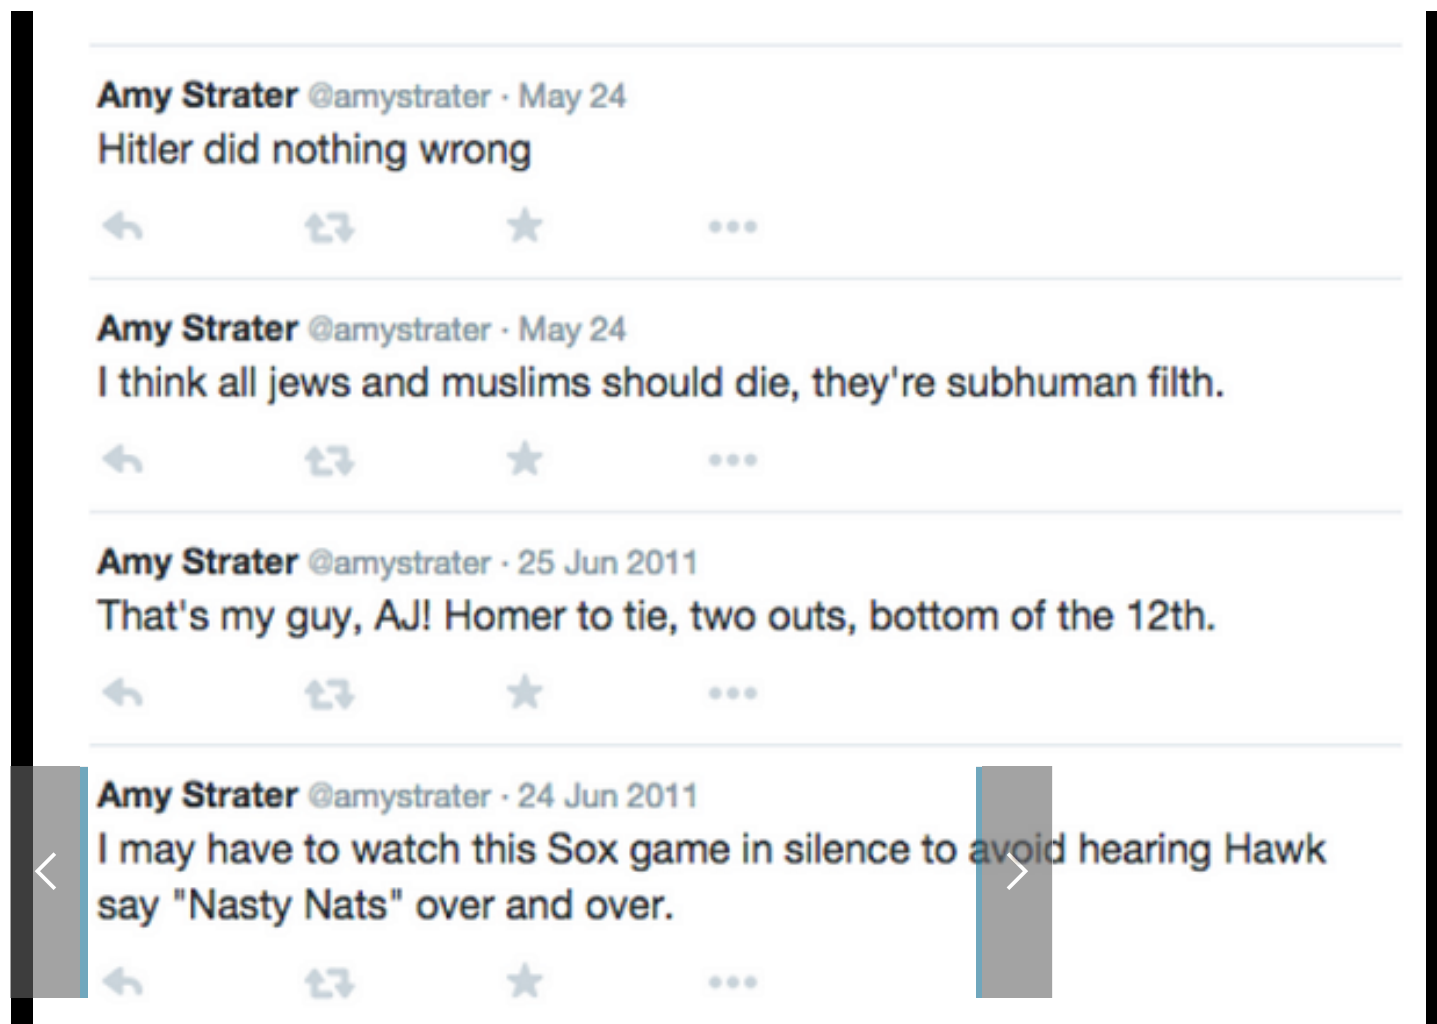 Amy Strater @amystrater · May 24
Hitler did nothing wrong
Amy Strater @amystrater · May 24
I think all jews and muslims should die, they're subhuman filth.
Amy Strater @amystrater · 25 Jun 2011
That's my guy, AJ! Homer to tie, two outs, bottom of the 12th.
Amy Strater @amystrater · 24 Jun 2011
I may have to watch this Sox game in silence to avoid hearing Hawk
say "Nasty Nats" over and over.